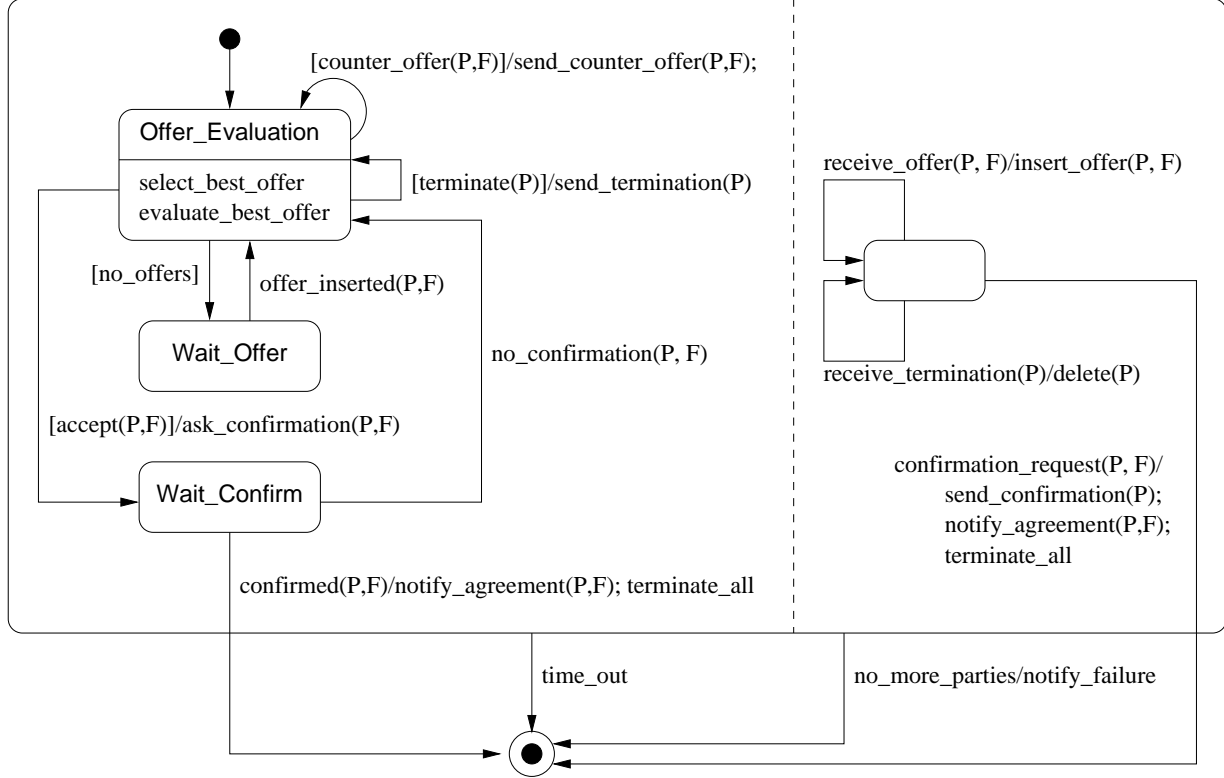 [counter_offer(P,F)]/send_counter_offer(P,F);
Offer_Evaluation
select_best_offer
evaluate_best_offer
[terminate(P)]/send_termination(P)
[no_offers]
offer_inserted(P,F)
Wait_Offer
no_confirmation(P, F)
[accept(P,F)]/ask_confirmation(P,F)
Wait_Confirm
confirmed(P,F)/notify_agreement(P,F); terminate_all
receive_offer(P, F)/insert_offer(P, F)
receive_termination(P)/delete(P)
confirmation_request(P, F)/
send_confirmation(P);
notify_agreement(P,F);
terminate_all
time_out
no_more_parties/notify_failure